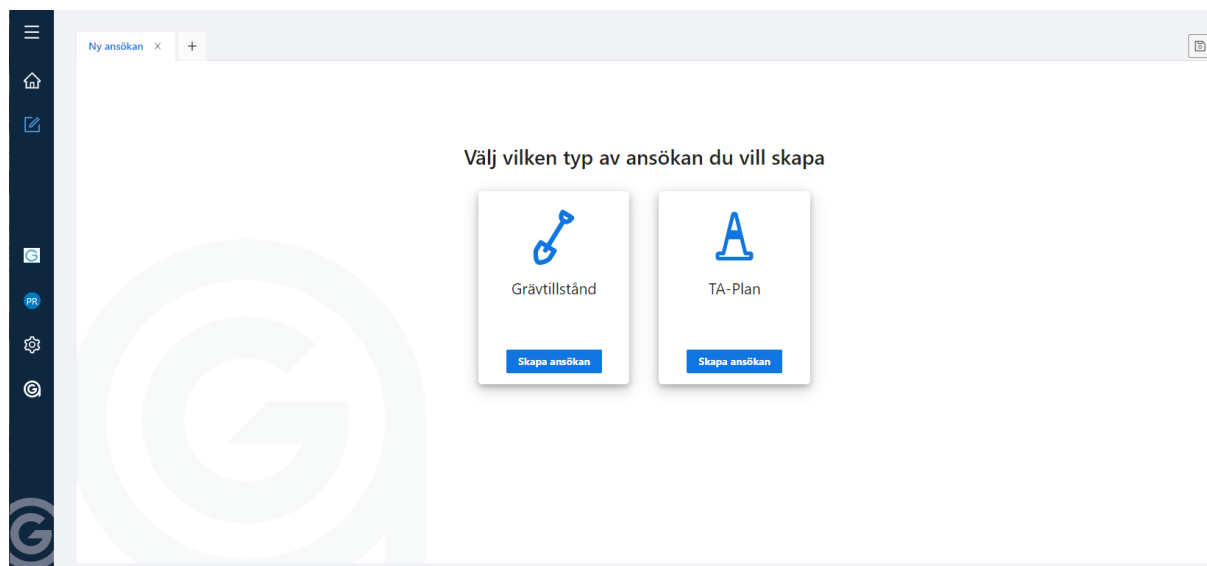 Ny ansökan
Välj vilken typ av ansökan du vill skapa
Grävtillstånd
TA-Plan
Skapa ansökan
Skapa ansökan
G
PR
G
G